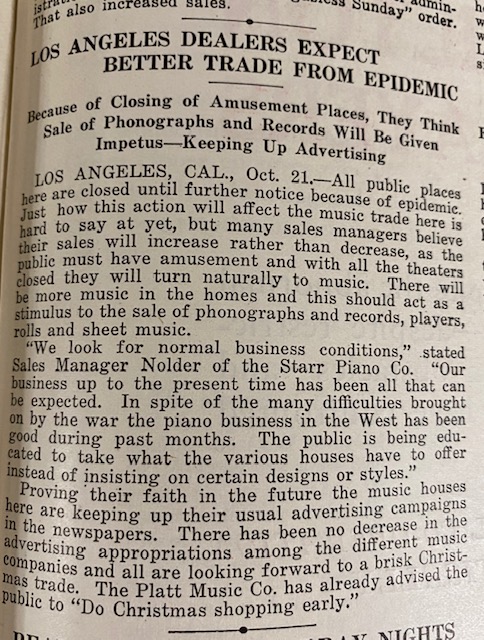 admin-
That also increased sales.
Sunday" order.
LOS ANGELES DEALERS EXPECT
BETTER TRADE FROM EPIDEMIC
Because of Closing of Amusement Places, They Think
Sale of Phonographs and Records Will Be Given
Impetus—Keeping Up Advertising
LOS ANGELES, CAL., Oct. 21.—All public places
here are closed until further notice because of epidemic.
Just how this action will affect the music trade here is
hard to say at yet, but many sales managers believe
their sales will increase rather than decrease, as the
public must have amusement and with all the theaters
closed they will turn naturally to music. There will
be more music in the homes and this should act as a
stimulus to the sale of phonographs and records, players,
rolls and sheet music.
"We look for normal business conditions," stated
Sales Manager Nolder of the Starr Piano Co. "Our
business up to the present time has been all that can
be expected. In spite of the many difficulties brought
on by the war the piano business in the West has been
good during past months. The public is being edu-
cated to take what the various houses have to offer
instead of insisting on certain designs or styles."
Proving their faith in the future the music houses
here are keeping up their usual advertising campaigns
in the newspapers. There has been no decrease in the
advertising appropriations among the different music
companies and all are looking forward to a brisk Christ-
mas trade. The Platt Music Co. has already advised the
public to "Do Christmas shopping early."
NIGHTS